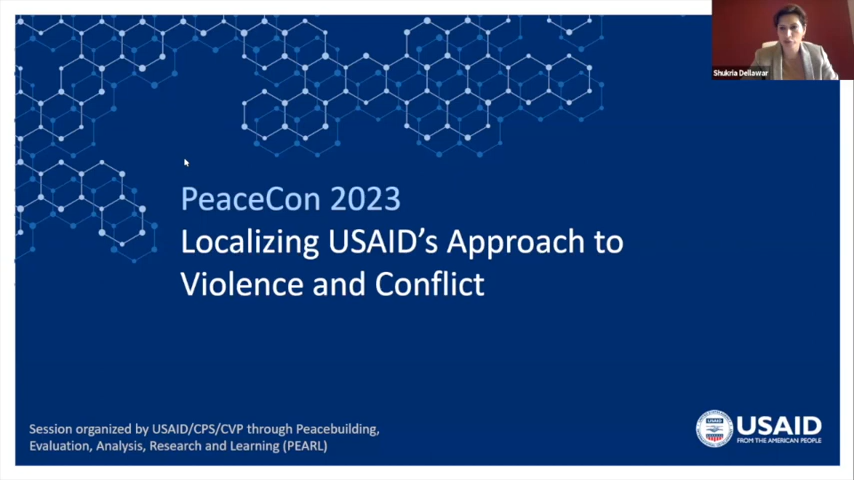 Shukria Dellawar
PeaceCon 2023
Localizing USAID's Approach to
Violence and Conflict
Session organized by USAID/CPS/CVP through Peacebuilding,
Evaluation, Analysis, Research and Learning (PEARL)
USAID
USAID
FROM THE AMERICAN PEOPLE